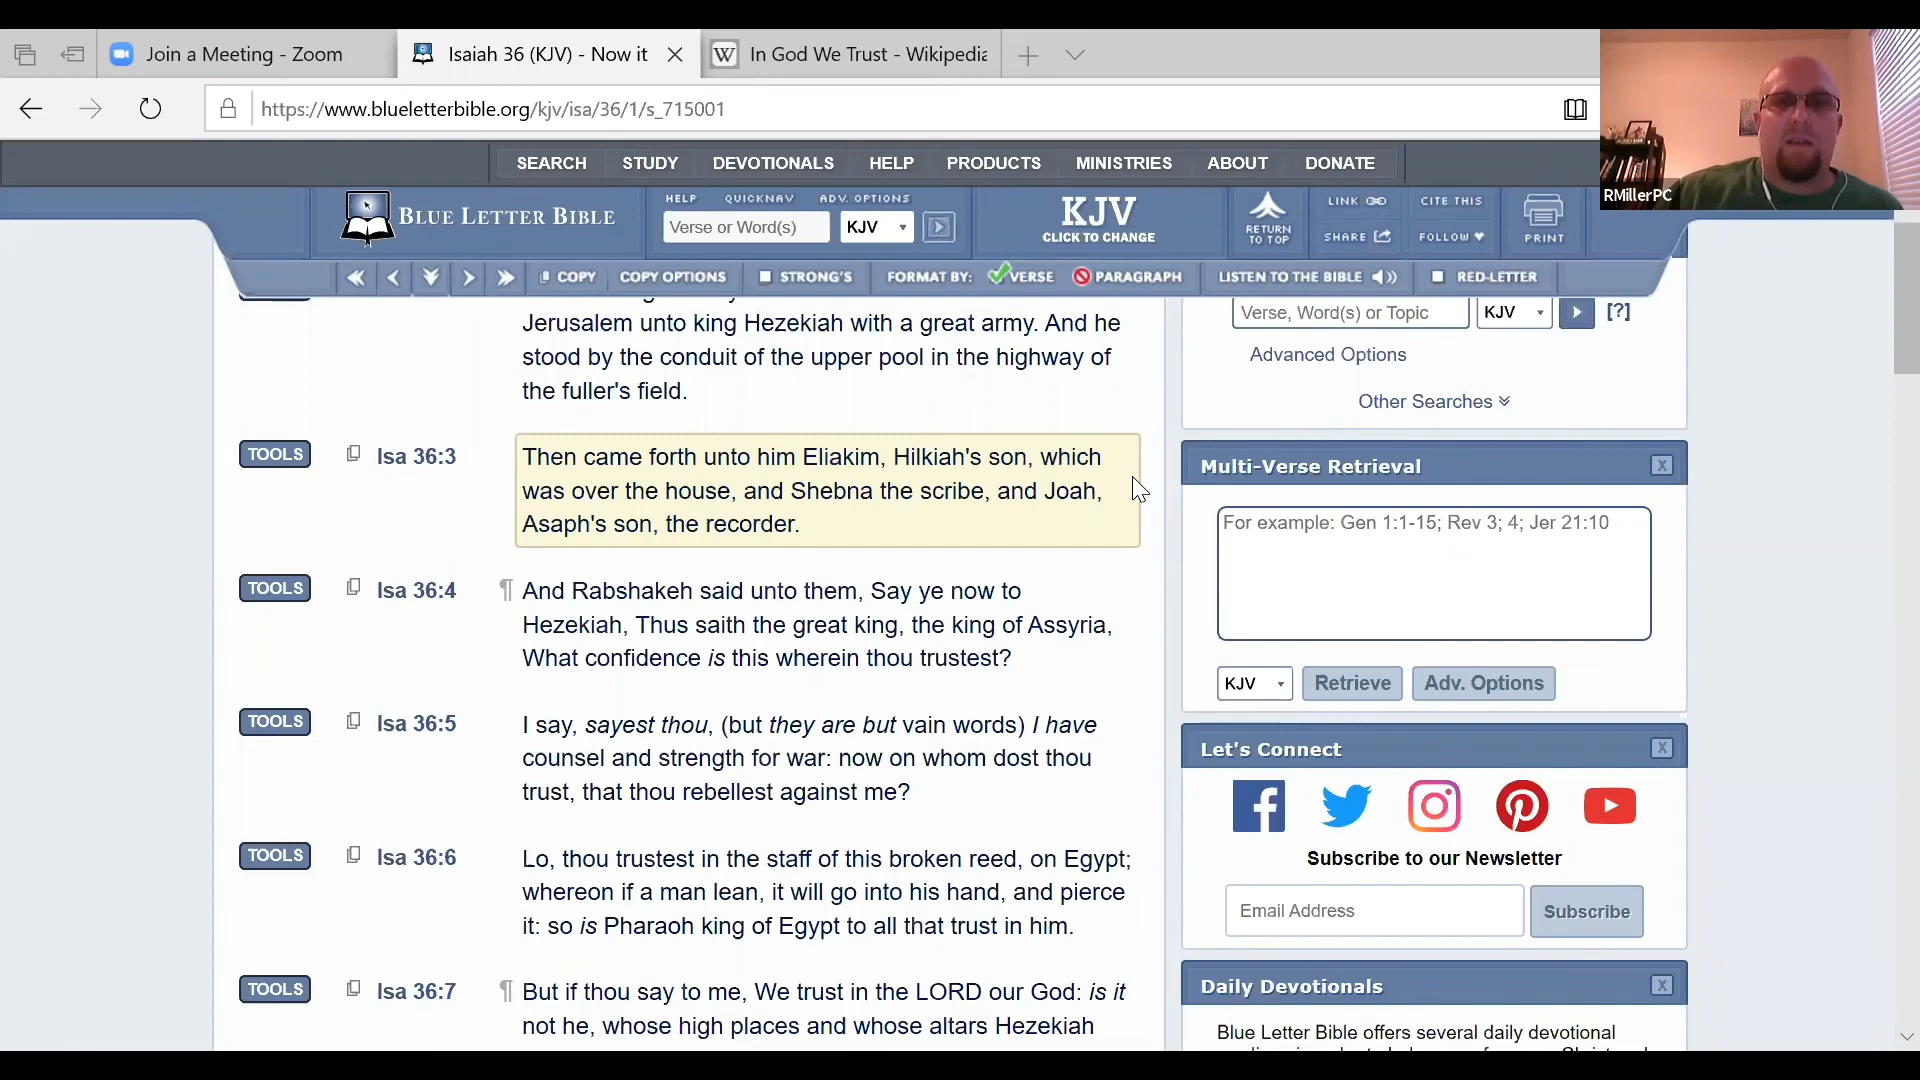 Join a Meeting - Zoom
Isaiah 36 (KJV) - Now it
In God We Trust - Wikipedia
https://www.blueletterbible.org/kjv/isa/36/1/s_715001
RMillerPC
SEARCH STUDY DEVOTIONALS HELP PRODUCTS MINISTRIES ABOUT DONATE
BLUE LETTER BIBLE
HELP QUICKNAV ADV. OPTIONS
Verse or Word(s) KJV
KJV
CLICK TO CHANGE
RETURN
TO TOP
LINK CITE THIS
SHARE FOLLOW
PRINT
COPY COPY OPTIONS STRONG'S FORMAT BY: VERSE PARAGRAPH LISTEN TO THE BIBLE RED-LETTER
Jerusalem unto king Hezekiah with a great army. And he
stood by the conduit of the upper pool in the highway of
the fuller's field.
TOOLS Isa 36:3 Then came forth unto him Eliakim, Hilkiah's son, which
was over the house, and Shebna the scribe, and Joah,
Asaph's son, the recorder.
TOOLS Isa 36:4 ¶ And Rabshakeh said unto them, Say ye now to
Hezekiah, Thus saith the great king, the king of Assyria,
What confidence is this wherein thou trustest?
TOOLS Isa 36:5 I say, sayest thou, (but they are but vain words) I have
counsel and strength for war: now on whom dost thou
trust, that thou rebellest against me?
TOOLS Isa 36:6 Lo, thou trustest in the staff of this broken reed, on Egypt;
whereon if a man lean, it will go into his hand, and pierce
it: so is Pharaoh king of Egypt to all that trust in him.
TOOLS Isa 36:7 ¶ But if thou say to me, We trust in the LORD our God: is it
not he, whose high places and whose altars Hezekiah
Verse, Word(s) or Topic KJV [?]
Advanced Options
Other Searches
Multi-Verse Retrieval X
For example: Gen 1:1-15; Rev 3; 4; Jer 21:10
KJV Retrieve Adv. Options
Let's Connect X
Subscribe to our Newsletter
Email Address Subscribe
Daily Devotionals X
Blue Letter Bible offers several daily devotional